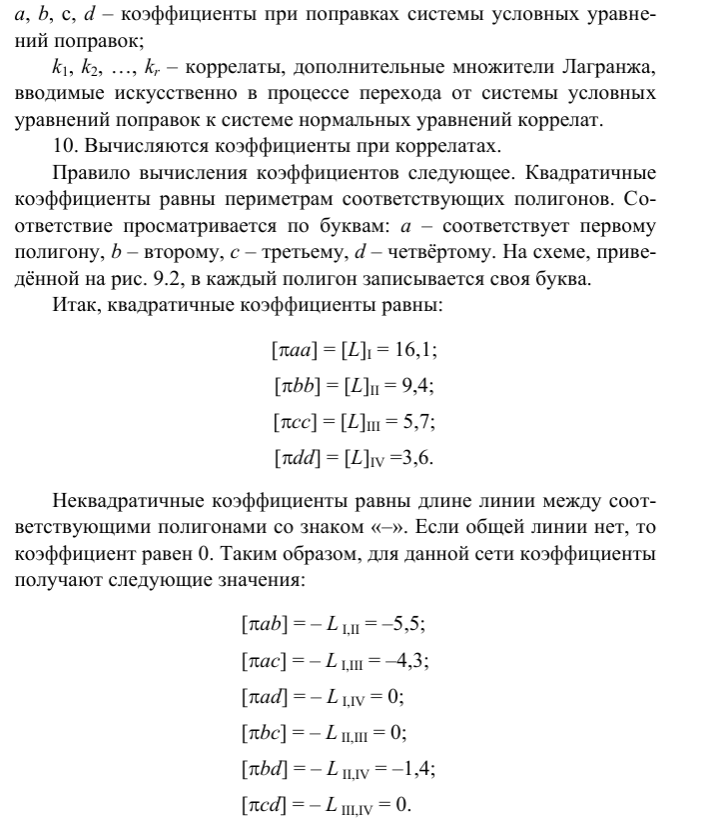 a, b, c, d – коэффициенты при поправках системы условных уравне-
ний поправок;
k₁, k₂, …, kᵣ – коррелаты, дополнительные множители Лагранжа,
вводимые искусственно в процессе перехода от системы условных
уравнений поправок к системе нормальных уравнений коррелат.
10. Вычисляются коэффициенты при коррелатах.
Правило вычисления коэффициентов следующее. Квадратичные
коэффициенты равны периметрам соответствующих полигонов. Со-
ответствие просматривается по буквам: a – соответствует первому
полигону, b – второму, c – третьему, d – четвёртому. На схеме, приве-
дённой на рис. 9.2, в каждый полигон записывается своя буква.
Итак, квадратичные коэффициенты равны:
[πaa] = [L]I = 16,1;
[πbb] = [L]II = 9,4;
[πcc] = [L]III = 5,7;
[πdd] = [L]IV =3,6.
Неквадратичные коэффициенты равны длине линии между соот-
ветствующими полигонами со знаком «–». Если общей линии нет, то
коэффициент равен 0. Таким образом, для данной сети коэффициенты
получают следующие значения:
[πab] = – L I,II = –5,5;
[πac] = – L I,III = –4,3;
[πad] = – L I,IV = 0;
[πbc] = – L II,III = 0;
[πbd] = – L II,IV = –1,4;
[πcd] = – L III,IV = 0.